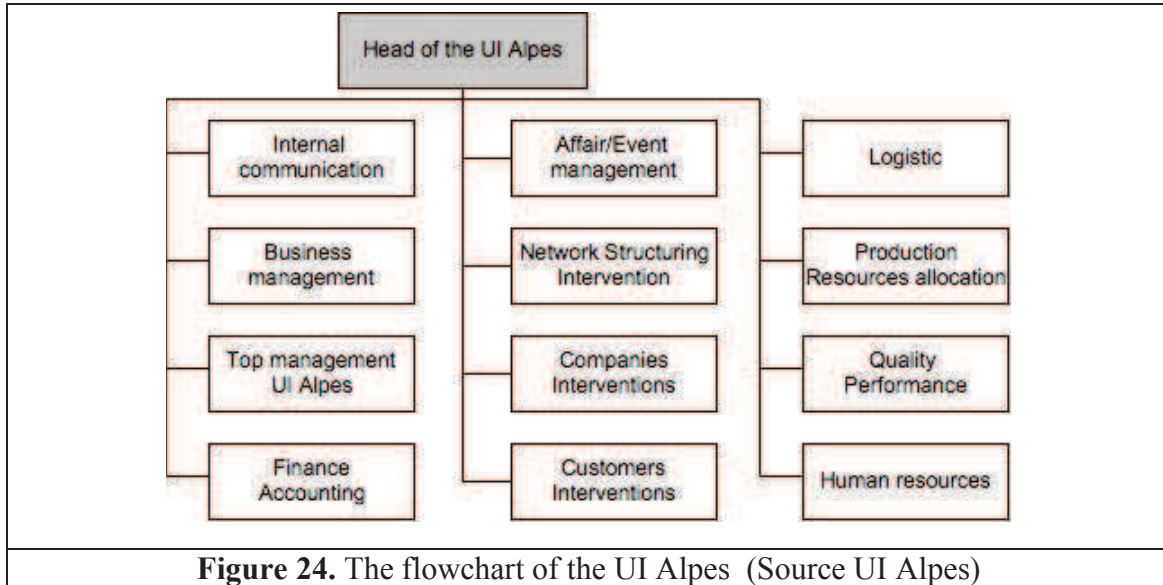 Head of the UI Alpes
Internal
communication
Affair/Event
management
Logistic
Business
management
Network Structuring
Intervention
Production
Resources allocation
Top management
UI Alpes
Companies
Interventions
Quality
Performance
Finance
Accounting
Customers
Interventions
Human resources
Figure 24. The flowchart of the UI Alpes (Source UI Alpes)